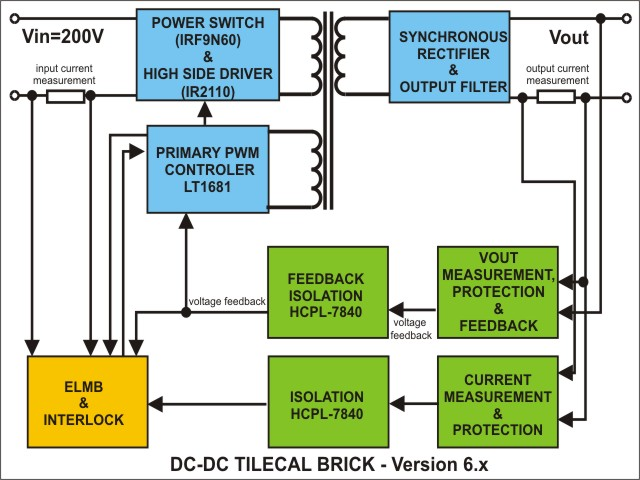 Vin=200V
POWER SWITCH
(IRF9N60)
&
HIGH SIDE DRIVER
(IR2110)
SYNCHRONOUS
RECTIFIER
&
OUTPUT FILTER
Vout
input current
measurement
output current
measurement
PRIMARY PWM
CONTROLER
LT1681
voltage feedback
FEEDBACK
ISOLATION
HCPL-7840
voltage
feedback
VOUT
MEASUREMENT,
PROTECTION
&
FEEDBACK
ELMB
&
INTERLOCK
ISOLATION
HCPL-7840
CURRENT
MEASUREMENT
&
PROTECTION
DC-DC TILECAL BRICK - Version 6.x